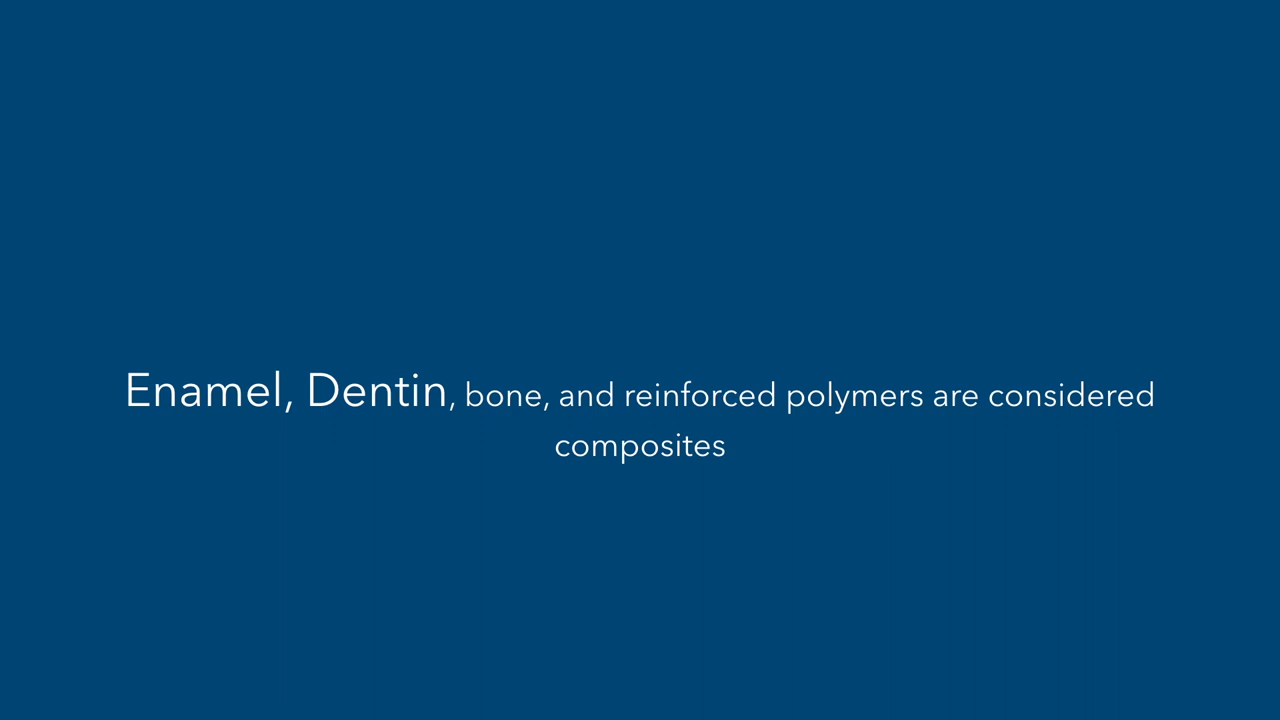 Enamel, Dentin, bone, and reinforced polymers are considered
composites